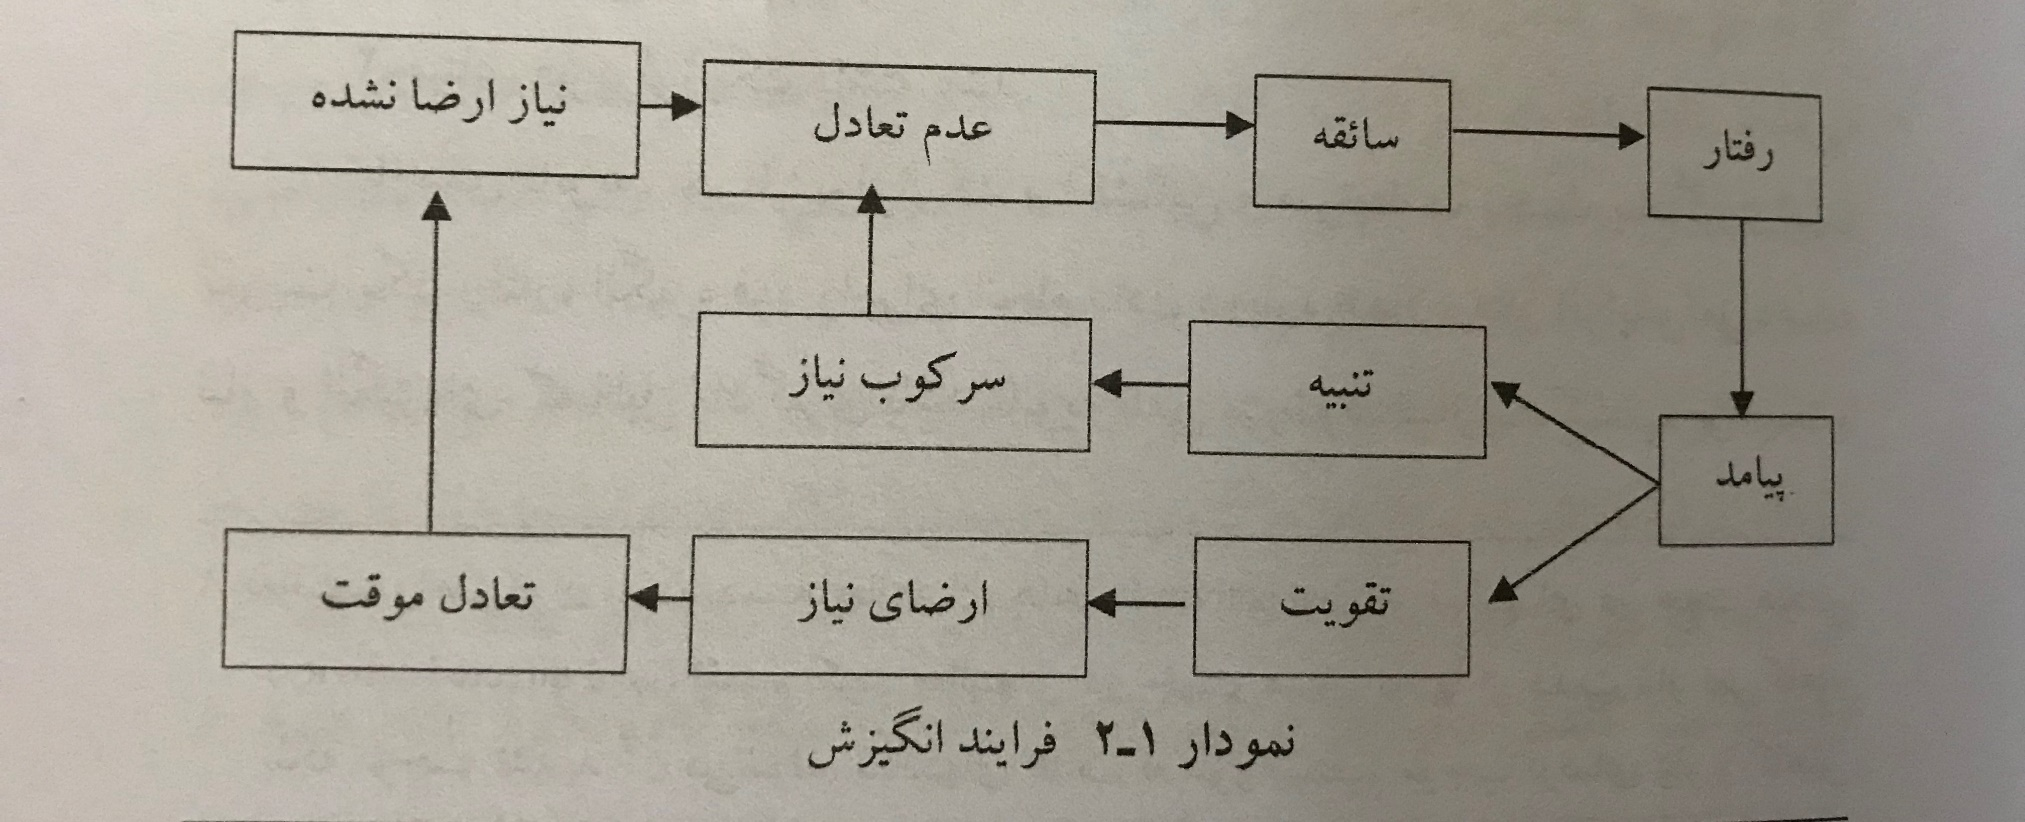 نیاز ارضا نشده
عدم تعادل
سائقه
رفتار
سرکوب نیاز
تنبیه
پیامد
تعادل موقت
ارضای نیاز
تقویت
نمودار ۱ـ۲ فرایند انگیزش